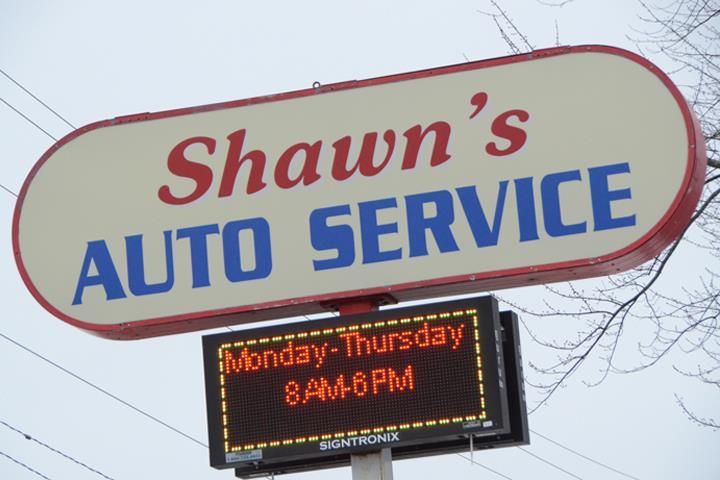 Shawn's
AUTO SERVICE
Monday-Thursday
8AM-6PM
SIGNTRONIX